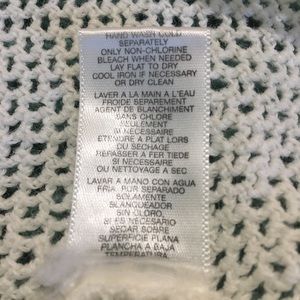 HAND WASH COLD
SEPARATELY
ONLY NON-CHLORINE
BLEACH WHEN NEEDED
LAY FLAT TO DRY
COOL IRON IF NECESSARY
OR DRY CLEAN
LAVER A LA MAIN A L'EAU
FROIDE SEPAREMENT
AGENT DE BLANCHIMENT
SANS CHLORE
SEULEMENT
SI NECESSAIRE
ETENDRE A PLAT LORS
DU SECHAGE
REPASSER A FER TIEDE
SI NECESSAIRE
OU NETTOYAGE A SEC
LAVAR A MANO CON AGUA
FRIA, POR SEPARADO
SOLAMENTE
BLANQUEADOR
SIN CLORO,
SI ES NECESARIO
SECAR SOBRE
SUPERFICIE PLANA
PLANCHA A BAJA
TEMPERATURA